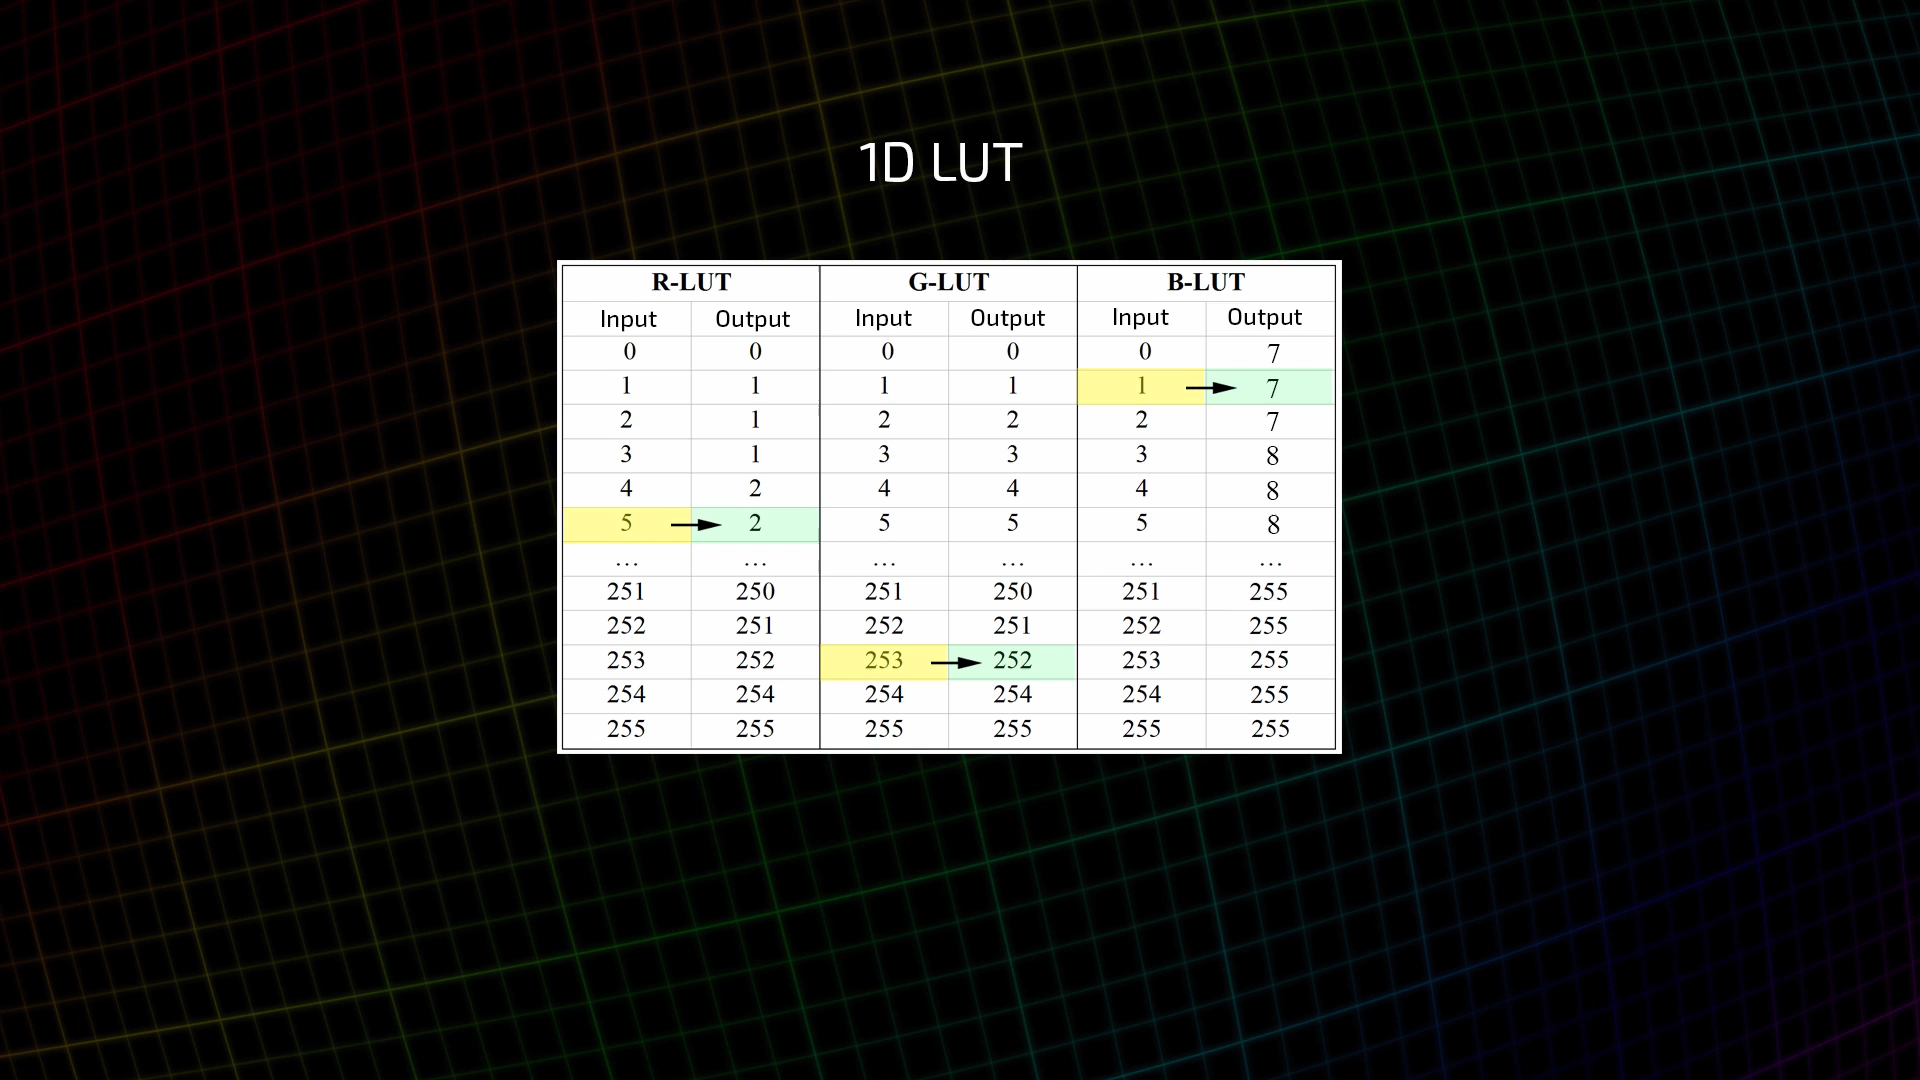 1D LUT
R-LUT G-LUT B-LUT
Input Output Input Output Input Output
0 0 0 0 0 7
1 1 1 1 1 7
2 1 2 2 2 7
3 1 3 3 3 8
4 2 4 4 4 8
5 2 5 5 5 8
... ... ... ... ... ...
251 250 251 250 251 255
252 251 252 251 252 255
253 252 253 252 253 255
254 254 254 254 254 255
255 255 255 255 255 255